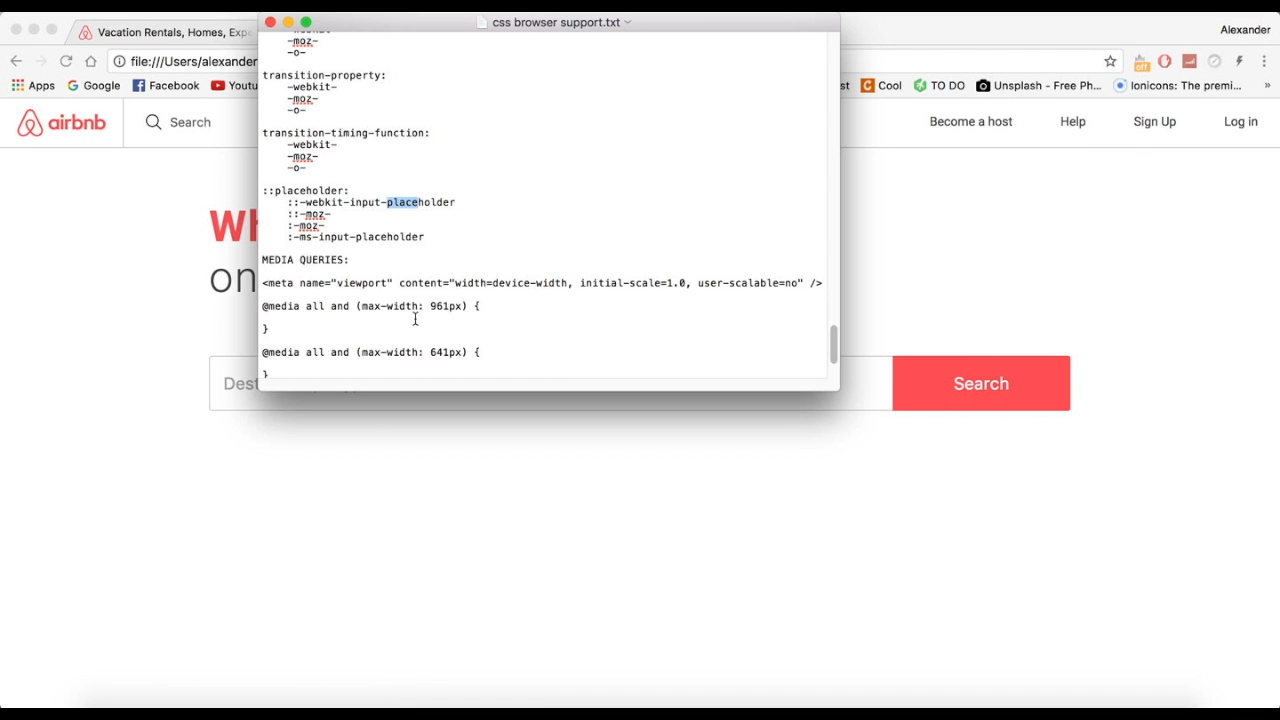 css browser support.txt
Vacation Rentals, Homes, Expe
Alexander
file:///Users/alexander
Apps
Google
Facebook
Youtu
st
Cool
TO DO
Unsplash - Free Ph...
Ionicons: The premi...
»
off
airbnb
Search
Become a host
Help
Sign Up
Log in
Wh
on
Dest
Search
-moz-
-o-
transition-property:
-webkit-
-moz-
-o-
transition-timing-function:
-webkit-
-moz-
-o-
::placeholder:
::-webkit-input-placeholder
::-moz-
:-moz-
:-ms-input-placeholder
MEDIA QUERIES:
<meta name="viewport" content="width=device-width, initial-scale=1.0, user-scalable=no" />
@media all and (max-width: 961px) {
}
@media all and (max-width: 641px) {
}